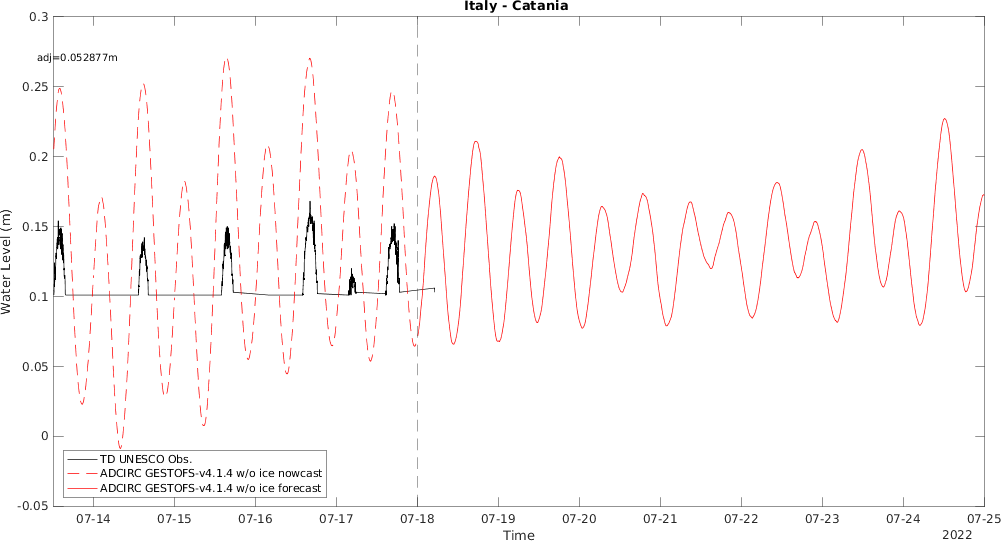 Italy - Catania
adj=0.052877m
0.3
0.25
0.2
0.15
0.1
0.05
0
-0.05
Water Level (m)
TD UNESCO Obs.
ADCIRC GESTOFS-v4.1.4 w/o ice nowcast
ADCIRC GESTOFS-v4.1.4 w/o ice forecast
07-14 07-15 07-16 07-17 07-18 07-19 07-20 07-21 07-22 07-23 07-24 07-25
Time
2022